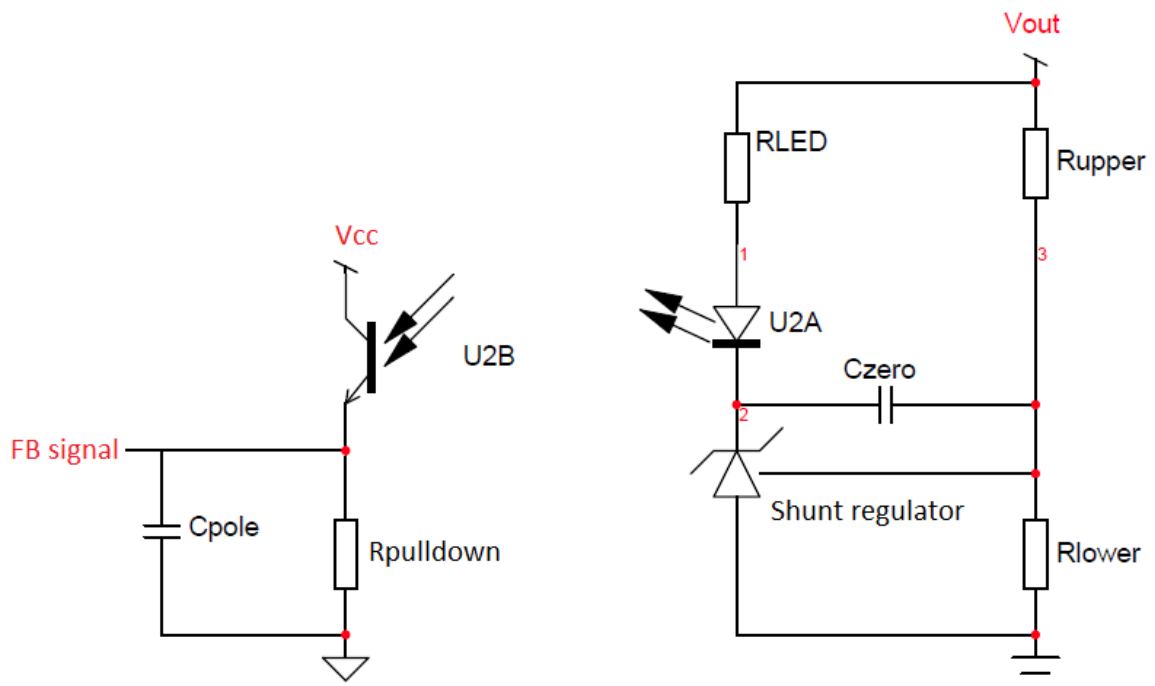 Vout
RLED
Rupper
Vcc
1
3
U2A
U2B
Czero
2
FB signal
Shunt regulator
Cpole
Rpulldown
Rlower